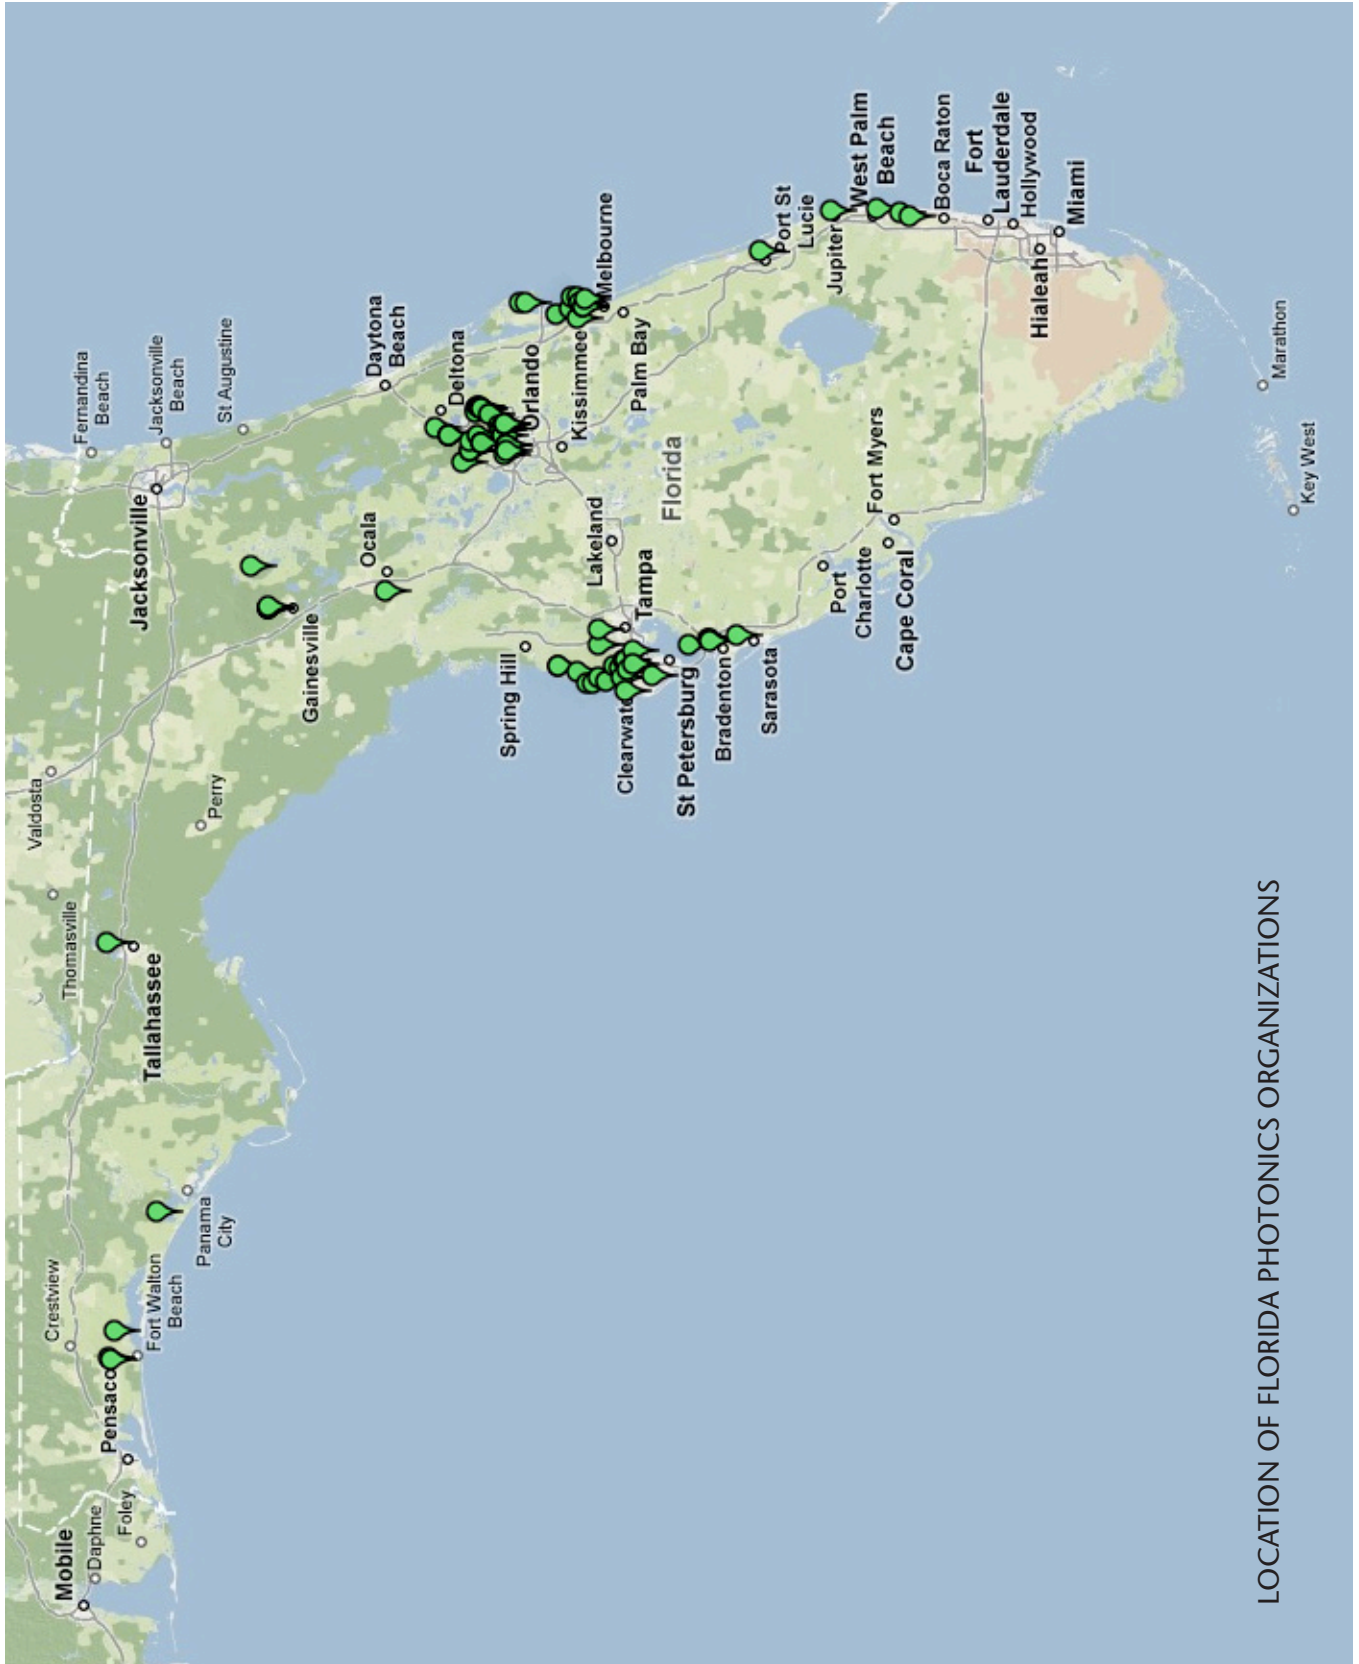 Fernandina
Beach
Jacksonville
Beach
St Augustine
Jacksonville
Valdosta
Thomasville
Tallahassee
Perry
Crestview
Fort Walton
Beach
Panama
City
Pensaco
Mobile
Daphne
Foley
Gainesville
Ocala
Daytona
Beach
Deltona
Orlando
Kissimmee
Melbourne
Palm Bay
Spring Hill
Lakeland
Tampa
Clearwat
St Petersburg
Bradenton
Sarasota
Florida
Port St
Lucie
Jupiter
West Palm
Beach
Boca Raton
Fort
Lauderdale
Hollywood
Miami
Hialeah
Port
Charlotte
Fort Myers
Cape Coral
Marathon
Key West
LOCATION OF FLORIDA PHOTONICS ORGANIZATIONS